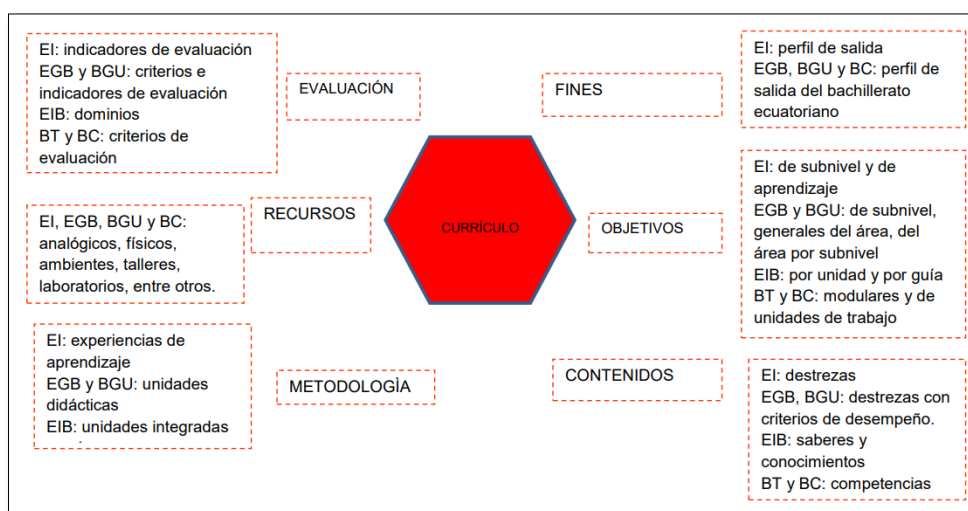 EI: indicadores de evaluación
EGB y BGU: criterios e
indicadores de evaluación
EIB: dominios
BT y BC: criterios de
evaluación
EVALUACIÓN
FINES
EI: perfil de salida
EGB, BGU y BC: perfil de
salida del bachillerato
ecuatoriano
EI, EGB, BGU y BC:
analógicos, físicos,
ambientes, talleres,
laboratorios, entre otros.
RECURSOS
CURRÍCULO
OBJETIVOS
EI: de subnivel y de
aprendizaje
EGB y BGU: de subnivel,
generales del área, del
área por subnivel
EIB: por unidad y por guía
BT y BC: modulares y de
unidades de trabajo
EI: experiencias de
aprendizaje
EGB y BGU: unidades
didácticas
EIB: unidades integradas
METODOLOGÌA
CONTENIDOS
EI: destrezas
EGB, BGU: destrezas con
criterios de desempeño.
EIB: saberes y
conocimientos
BT y BC: competencias